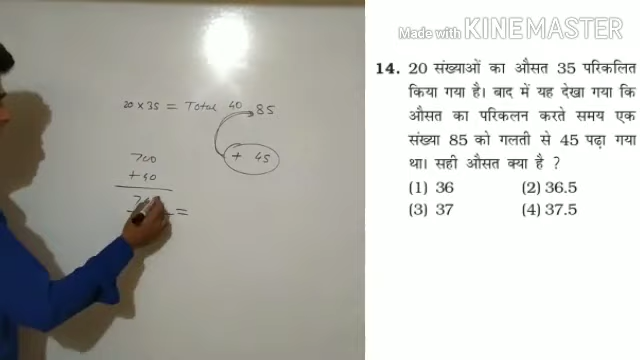 Made with KINEMASTER
20 x 35 = Total 40 85
+ 45
700
+ 40
=
14. 20 संख्याओं का औसत 35 परिकलित
किया गया है। बाद में यह देखा गया कि
औसत का परिकलन करते समय एक
संख्या 85 को गलती से 45 पढ़ा गया
था। सही औसत क्या है ?
(1) 36 (2) 36.5
(3) 37 (4) 37.5